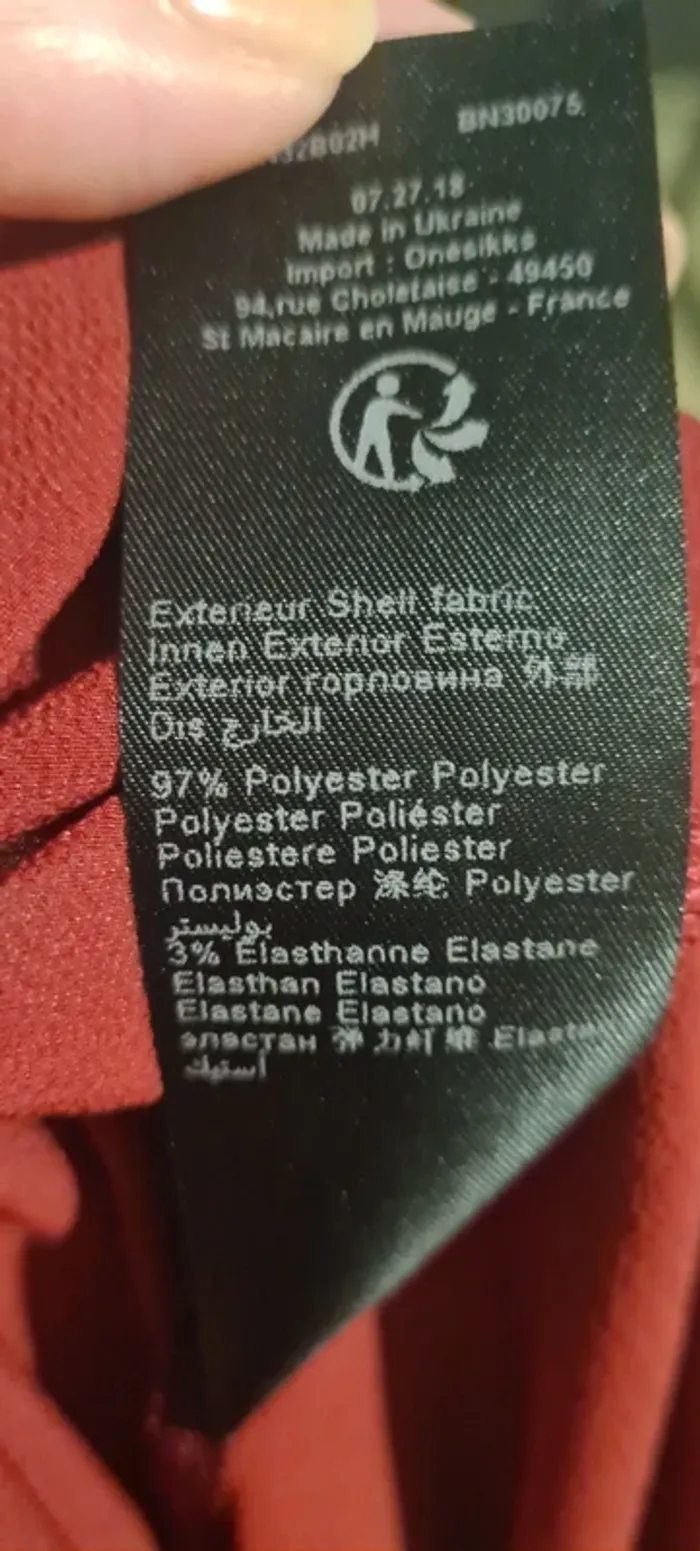 BN30075
07.27.18
Made in Ukraine
Import : Onesikks
94,rue Choletaise - 49450
St Macaire en Mauge - France
Exterieur Shell fabric
Innen Exterior Esterno
Exterior горловина 外部
Dış الخارج
97% Polyester Polyester
Polyester Poliéster
Poliestere Poliester
Полиэстер 涤纶 Polyester
بوليستر
3% Elasthanne Elastane
Elasthan Elastano
Elastane Elastano
эластан 弹力纤维
استيك